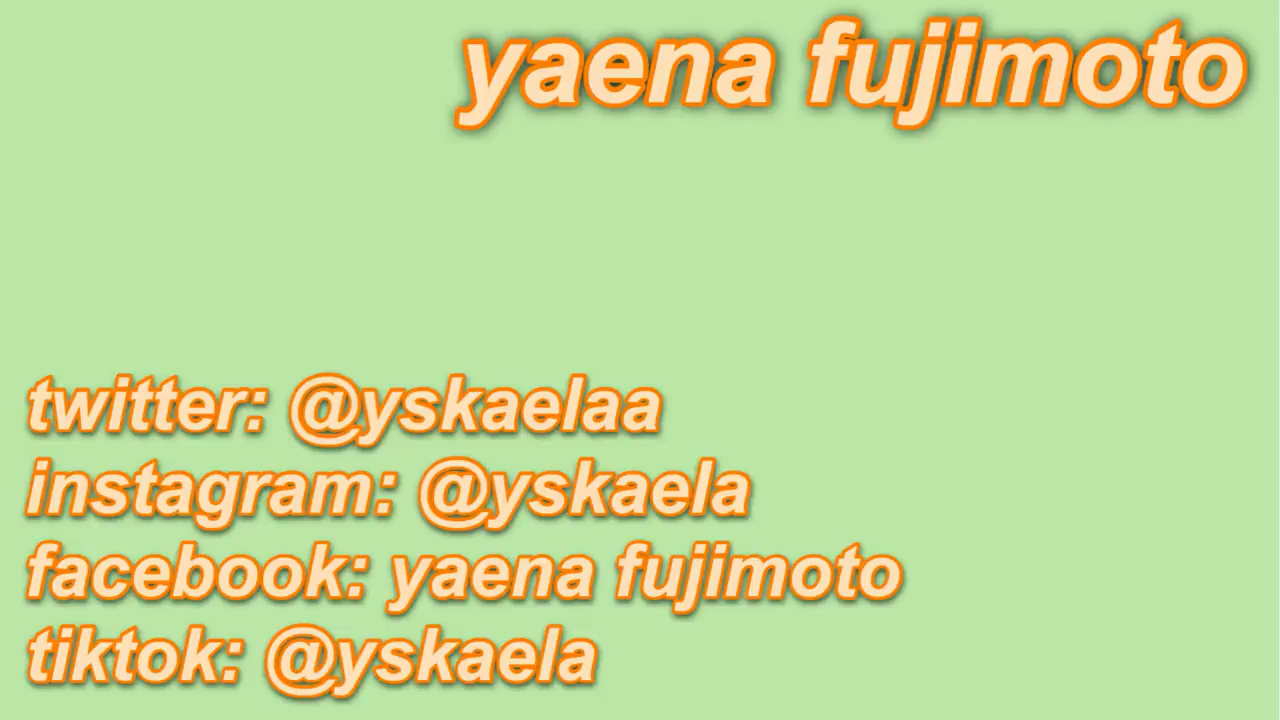 yaena fujimoto
twitter: @yskaelaa
instagram: @yskaela
facebook: yaena fujimoto
tiktok: @yskaela